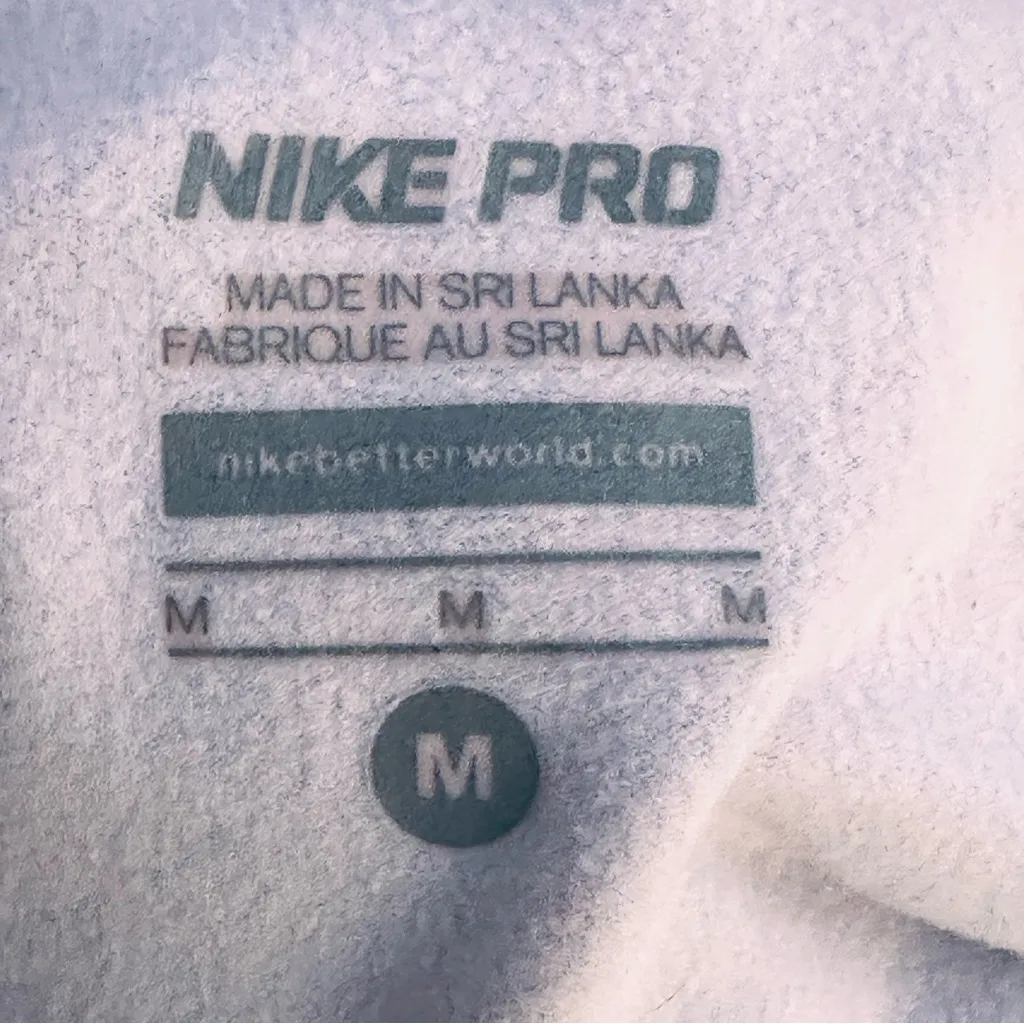 NIKE PRO
MADE IN SRI LANKA
FABRIQUE AU SRI LANKA
nikebetterworld.com
M M M
M